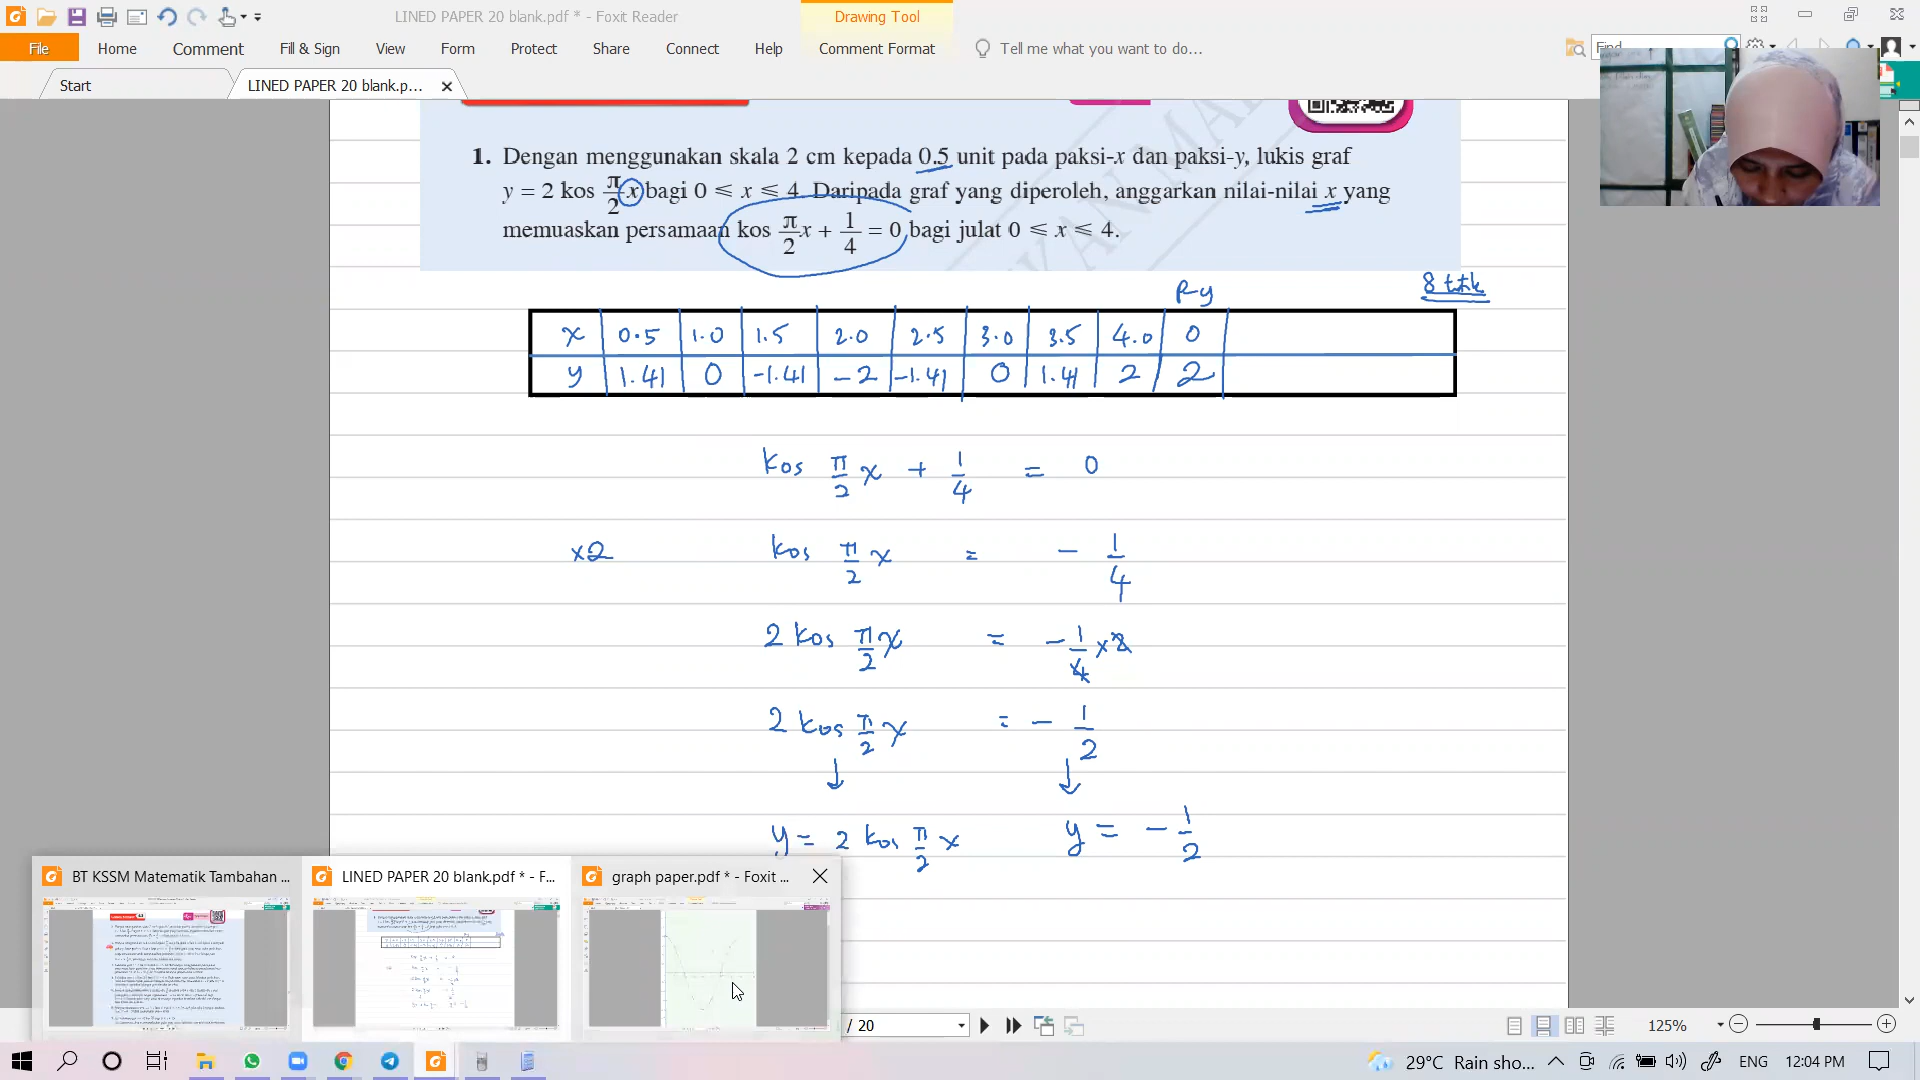 LINED PAPER 20 blank.pdf * - Foxit Reader
Drawing Tool
File Home Comment Fill & Sign View Form Protect Share Connect Help Comment Format Tell me what you want to do... Find
Start LINED PAPER 20 blank.p...
1. Dengan menggunakan skala 2 cm kepada 0.5 unit pada paksi-x dan paksi-y, lukis graf
y = 2 kos π/2 x bagi 0 ⩽ x ⩽ 4. Daripada graf yang diperoleh, anggarkan nilai-nilai x yang
memuaskan persamaan kos π/2 x + 1/4 = 0 bagi julat 0 ⩽ x ⩽ 4.
8 ttk
x 0.5 1.0 1.5 2.0 2.5 3.0 3.5 4.0 0
y 1.41 0 -1.41 -2 -1.41 0 1.41 2 2
kos π/2 x + 1/4 = 0
x2 kos π/2 x = - 1/4
2 kos π/2 x = - 1/4 x 2
2 kos π/2 x = - 1/2
↓ ↓
y = 2 kos π/2 x y = - 1/2
BT KSSM Matematik Tambahan ... LINED PAPER 20 blank.pdf * - F... graph paper.pdf * - Foxit ...
/ 20 125%
29°C Rain sho... ENG 12:04 PM